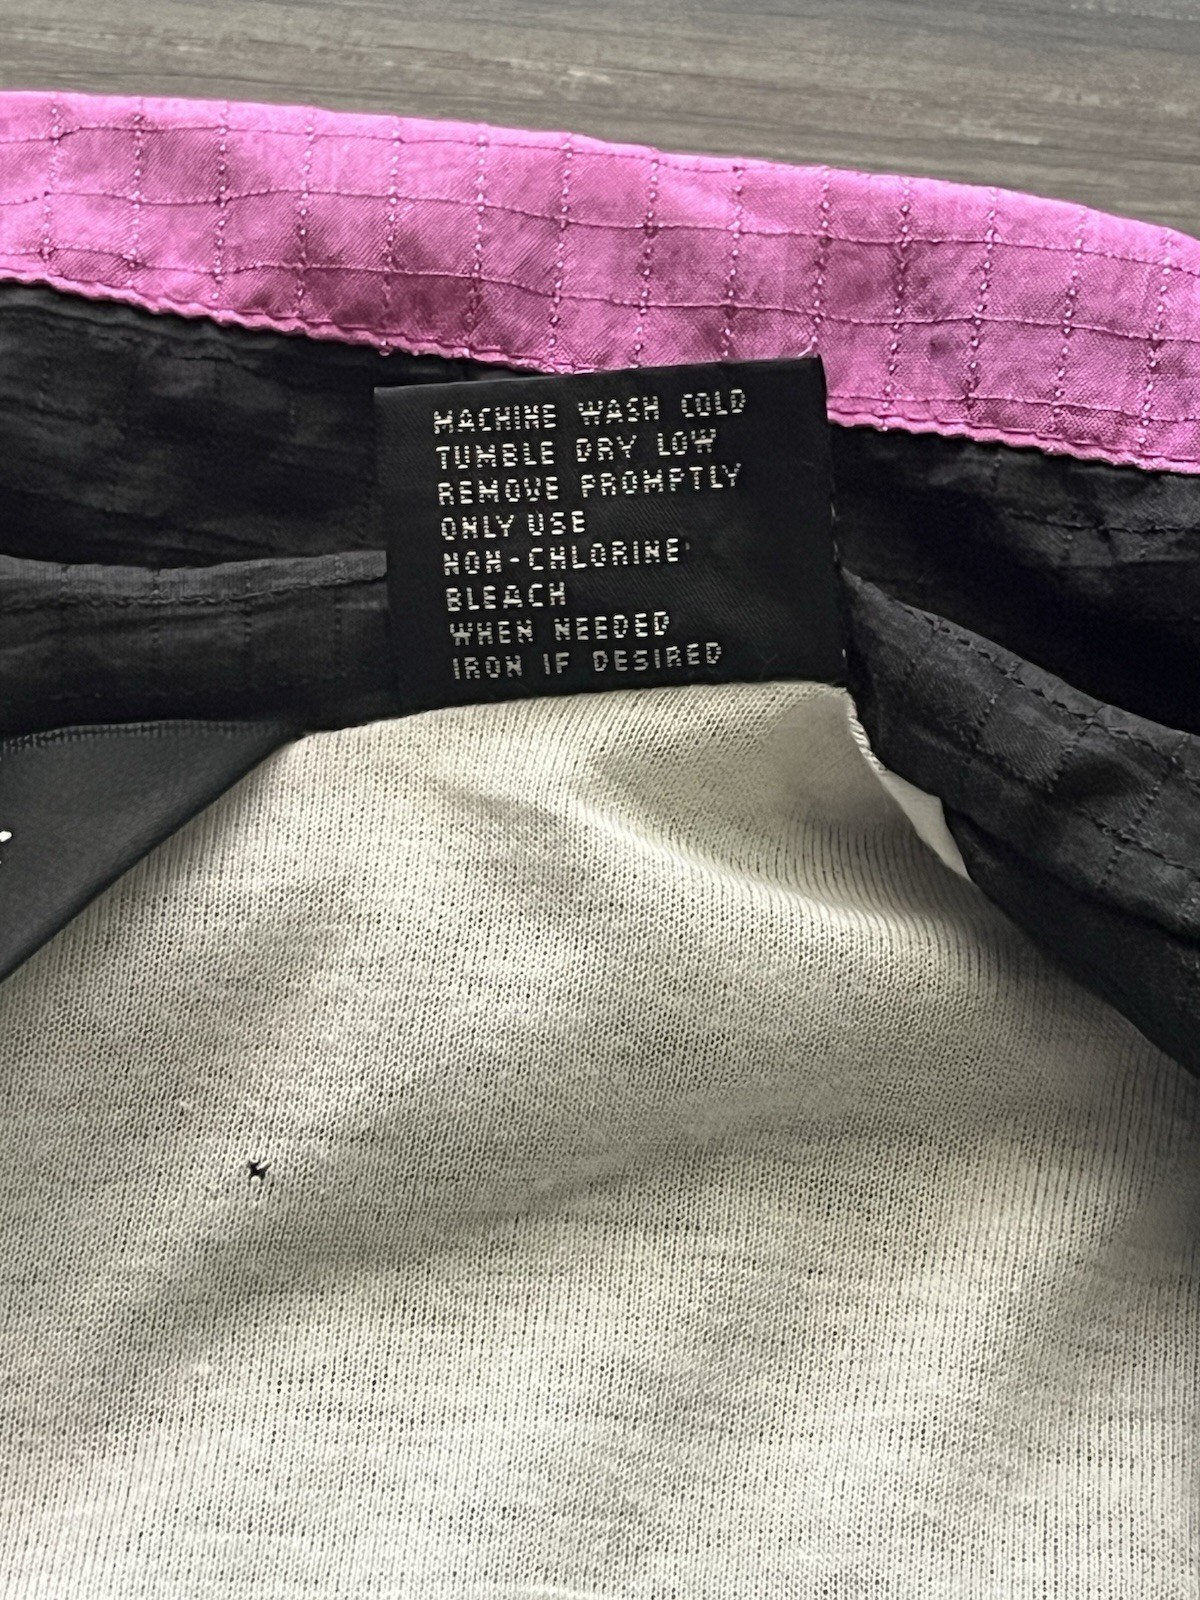 MACHINE WASH COLD
TUMBLE DRY LOW
REMOVE PROMPTLY
ONLY USE
NON-CHLORINE
BLEACH
WHEN NEEDED
IRON IF DESIRED